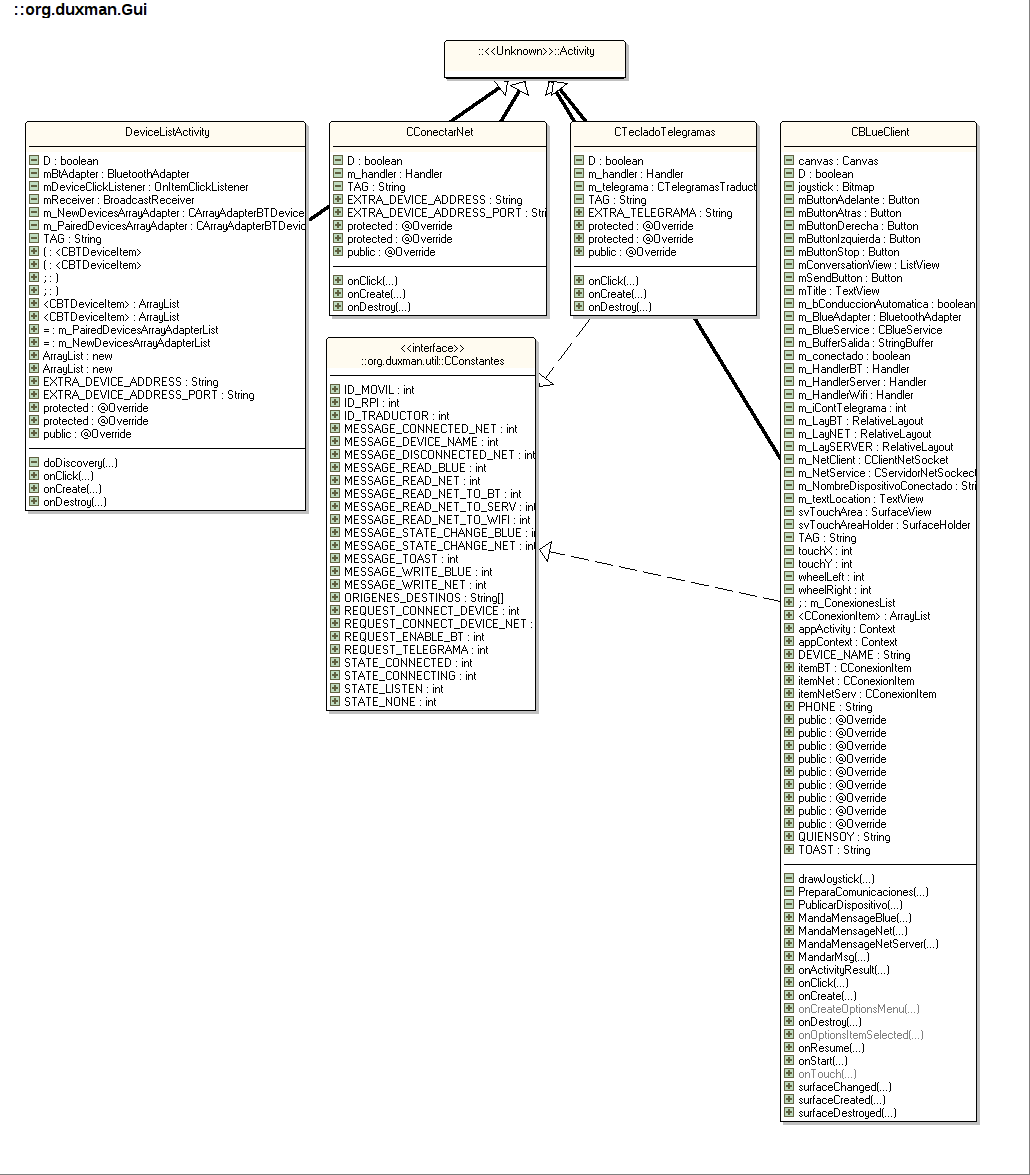 ::org.duxman.Gui
::<<Unknown>>::Activity
DeviceListActivity
D : boolean
mBtAdapter : BluetoothAdapter
mDeviceClickListener : OnItemClickListener
mReceiver : BroadcastReceiver
m_NewDevicesArrayAdapter : CArrayAdapterBTDevice
m_PairedDevicesArrayAdapter : CArrayAdapterBTDevic
TAG : String
( : <CBTDeviceItem>
( : <CBTDeviceItem>
; : )
; : )
<CBTDeviceItem> : ArrayList
<CBTDeviceItem> : ArrayList
= : m_PairedDevicesArrayAdapterList
= : m_NewDevicesArrayAdapterList
ArrayList : new
ArrayList : new
EXTRA_DEVICE_ADDRESS : String
EXTRA_DEVICE_ADDRESS_PORT : String
protected : @Override
protected : @Override
public : @Override
doDiscovery(...)
onClick(...)
onCreate(...)
onDestroy(...)
CConectarNet
D : boolean
m_handler : Handler
TAG : String
EXTRA_DEVICE_ADDRESS : String
EXTRA_DEVICE_ADDRESS_PORT : Stri
protected : @Override
protected : @Override
public : @Override
onClick(...)
onCreate(...)
onDestroy(...)
CTecladoTelegramas
D : boolean
m_handler : Handler
m_telegrama : CTelegramasTraduct
TAG : String
EXTRA_TELEGRAMA : String
protected : @Override
protected : @Override
public : @Override
onClick(...)
onCreate(...)
onDestroy(...)
<<interface>>
::org.duxman.util::CConstantes
ID_MOVIL : int
ID_RPI : int
ID_TRADUCTOR : int
MESSAGE_CONNECTED_NET : int
MESSAGE_DEVICE_NAME : int
MESSAGE_DISCONNECTED_NET : int
MESSAGE_READ_BLUE : int
MESSAGE_READ_NET : int
MESSAGE_READ_NET_TO_BT : int
MESSAGE_READ_NET_TO_SERV : int
MESSAGE_READ_NET_TO_WIFI : int
MESSAGE_STATE_CHANGE_BLUE : i
MESSAGE_STATE_CHANGE_NET : int
MESSAGE_TOAST : int
MESSAGE_WRITE_BLUE : int
MESSAGE_WRITE_NET : int
ORIGENES_DESTINOS : String[]
REQUEST_CONNECT_DEVICE : int
REQUEST_CONNECT_DEVICE_NET :
REQUEST_ENABLE_BT : int
REQUEST_TELEGRAMA : int
STATE_CONNECTED : int
STATE_CONNECTING : int
STATE_LISTEN : int
STATE_NONE : int
CBLueClient
canvas : Canvas
D : boolean
joystick : Bitmap
mButtonAdelante : Button
mButtonAtras : Button
mButtonDerecha : Button
mButtonIzquierda : Button
mButtonStop : Button
mConversationView : ListView
mSendButton : Button
mTitle : TextView
m_bConduccionAutomatica : boolean
m_BlueAdapter : BluetoothAdapter
m_BlueService : CBlueService
m_BufferSalida : StringBuffer
m_conectado : boolean
m_HandlerBT : Handler
m_HandlerServer : Handler
m_HandlerWifi : Handler
m_iContTelegrama : int
m_LayBT : RelativeLayout
m_LayNET : RelativeLayout
m_LaySERVER : RelativeLayout
m_NetClient : CClientNetSocket
m_NetService : CServidorNetSockect
m_NombreDispositivoConectado : Stri
m_textLocation : TextView
svTouchArea : SurfaceView
svTouchAreaHolder : SurfaceHolder
TAG : String
touchX : int
touchY : int
wheelLeft : int
wheelRight : int
; : m_ConexionesList
<CConexionItem> : ArrayList
appActivity : Context
appContext : Context
DEVICE_NAME : String
itemBT : CConexionItem
itemNet : CConexionItem
itemNetServ : CConexionItem
PHONE : String
public : @Override
public : @Override
public : @Override
public : @Override
public : @Override
public : @Override
public : @Override
public : @Override
public : @Override
QUIENSOY : String
TOAST : String
drawJoystick(...)
PreparaComunicaciones(...)
PublicarDispositivo(...)
MandaMensageBlue(...)
MandaMensageNet(...)
MandaMensageNetServer(...)
MandarMsg(...)
onActivityResult(...)
onClick(...)
onCreate(...)
onCreateOptionsMenu(...)
onDestroy(...)
onOptionsItemSelected(...)
onResume(...)
onStart(...)
onTouch(...)
surfaceChanged(...)
surfaceCreated(...)
surfaceDestroyed(...)